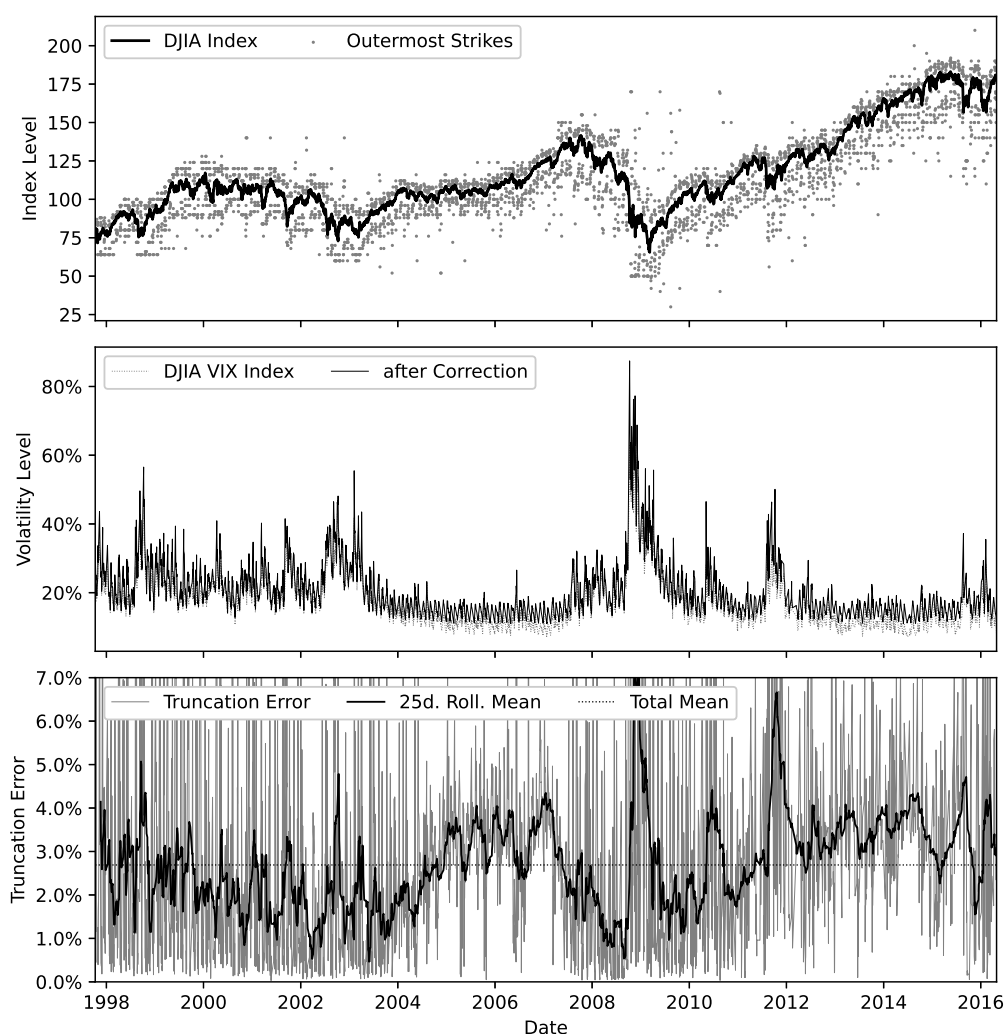 DJIA Index
Outermost Strikes
200
175
150
125
100
75
50
25
Index Level
DJIA VIX Index
after Correction
80%
60%
40%
20%
Volatility Level
Truncation Error
25d. Roll. Mean
Total Mean
7.0%
6.0%
5.0%
4.0%
3.0%
2.0%
1.0%
0.0%
Truncation Error
1998
2000
2002
2004
2006
2008
2010
2012
2014
2016
Date